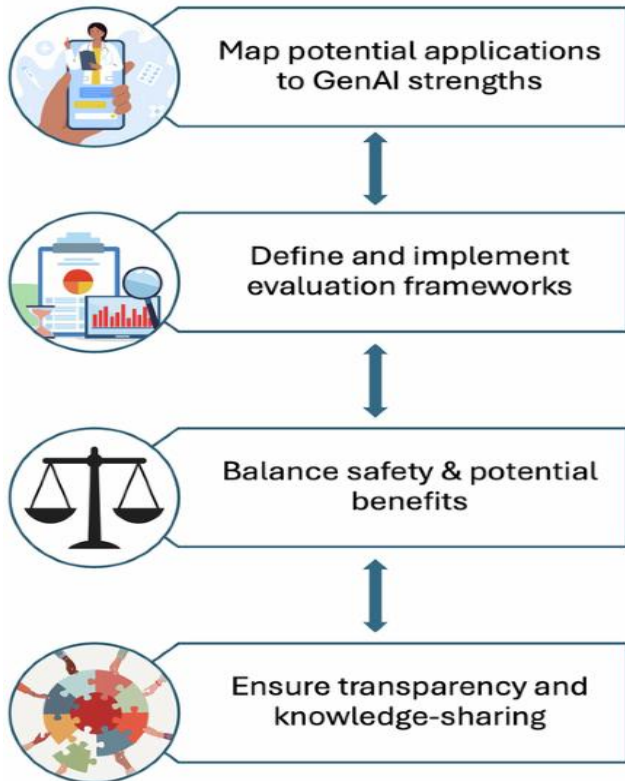 Map potential applications
to GenAI strengths
Define and implement
evaluation frameworks
Balance safety & potential
benefits
Ensure transparency and
knowledge-sharing